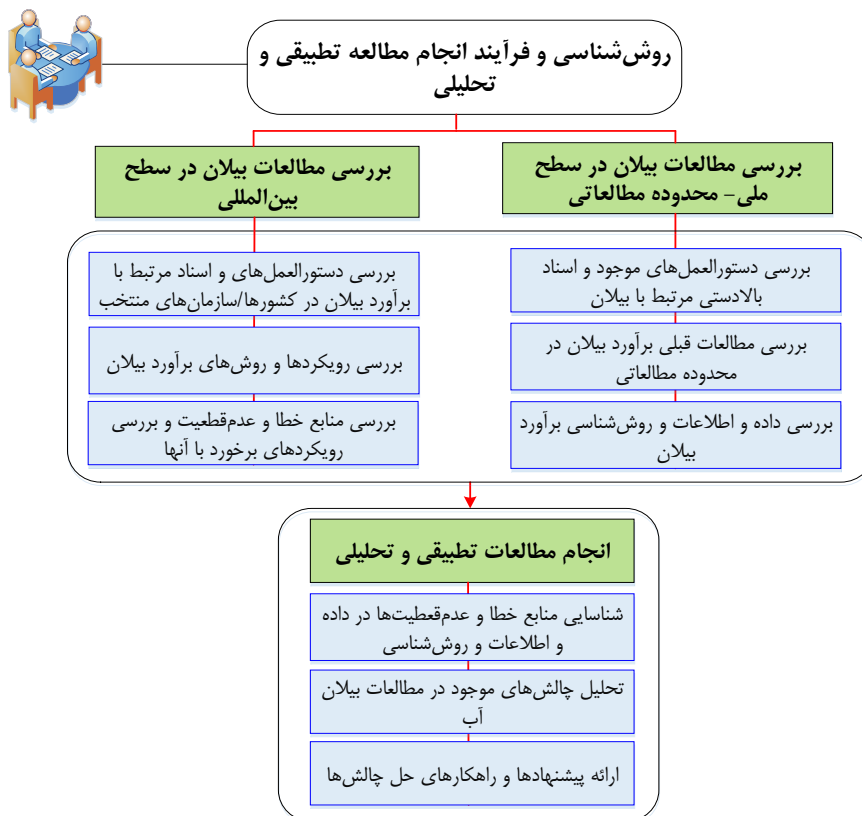 روش‌شناسی و فرآیند انجام مطالعه تطبیقی و
تحلیلی
بررسی مطالعات بیلان در سطح
ملی- محدوده مطالعاتی
بررسی دستورالعمل‌های موجود و اسناد
بالادستی مرتبط با بیلان
بررسی مطالعات قبلی برآورد بیلان در
محدوده مطالعاتی
بررسی داده و اطلاعات و روش‌شناسی برآورد
بیلان
بررسی مطالعات بیلان در سطح
بین‌المللی
بررسی دستورالعمل‌های و اسناد مرتبط با
برآورد بیلان در کشورها/سازمان‌های منتخب
بررسی رویکردها و روش‌های برآورد بیلان
بررسی منابع خطا و عدم‌قطعیت و بررسی
رویکردهای برخورد با آنها
انجام مطالعات تطبیقی و تحلیلی
شناسایی منابع خطا و عدم‌قعطیت‌ها در داده
و اطلاعات و روش‌شناسی
تحلیل چالش‌های موجود در مطالعات بیلان
آب
ارائه پیشنهادها و راهکارهای حل چالش‌ها